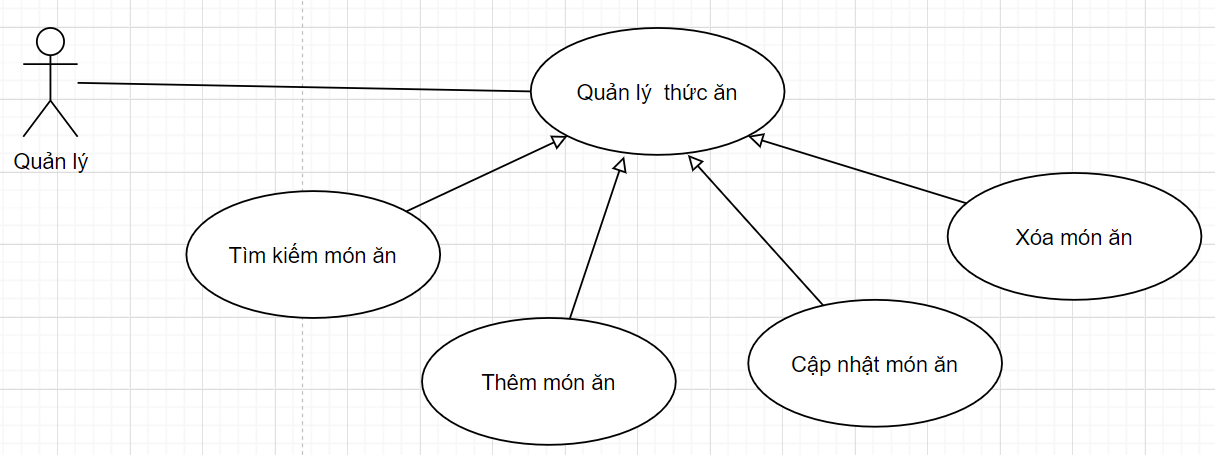 Quản lý thức ăn
Quản lý
Tìm kiếm món ăn
Xóa món ăn
Thêm món ăn
Cập nhật món ăn